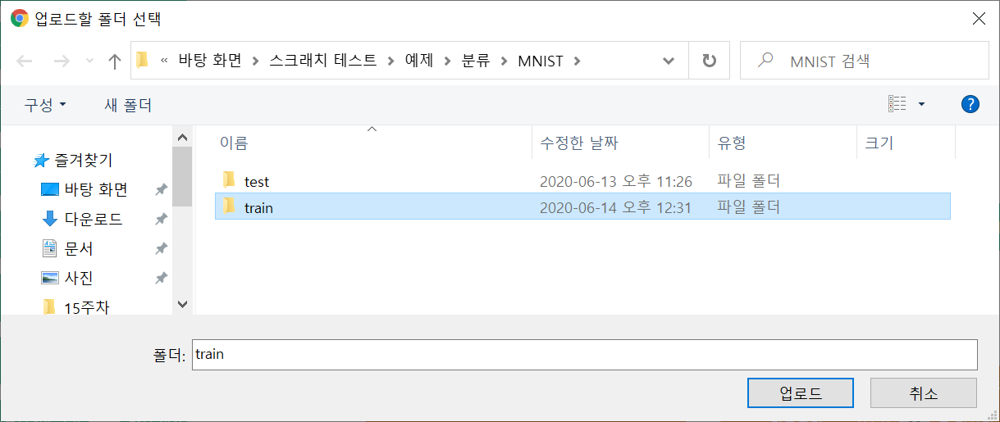 업로드할 폴더 선택
« 바탕 화면 > 스크래치 테스트 > 예제 > 분류 > MNIST >
MNIST 검색
구성 새 폴더
?
이름 수정한 날짜 유형 크기
즐겨찾기
바탕 화면
다운로드
문서
사진
15주차
test 2020-06-13 오후 11:26 파일 폴더
train 2020-06-14 오후 12:31 파일 폴더
폴더: train
업로드 취소